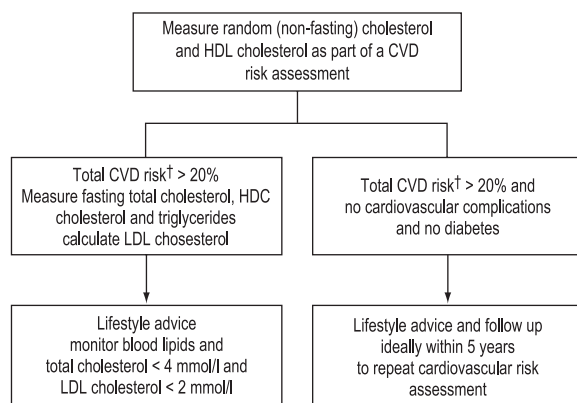 Measure random (non-fasting) cholesterol
and HDL cholesterol as part of a CVD
risk assessment
Total CVD risk† > 20%
Measure fasting total cholesterol, HDC
cholesterol and triglycerides
calculate LDL chosesterol
Total CVD risk† > 20% and
no cardiovascular complications
and no diabetes
Lifestyle advice
monitor blood lipids and
total cholesterol < 4 mmol/l and
LDL cholesterol < 2 mmol/l
Lifestyle advice and follow up
ideally within 5 years
to repeat cardiovascular risk
assessment